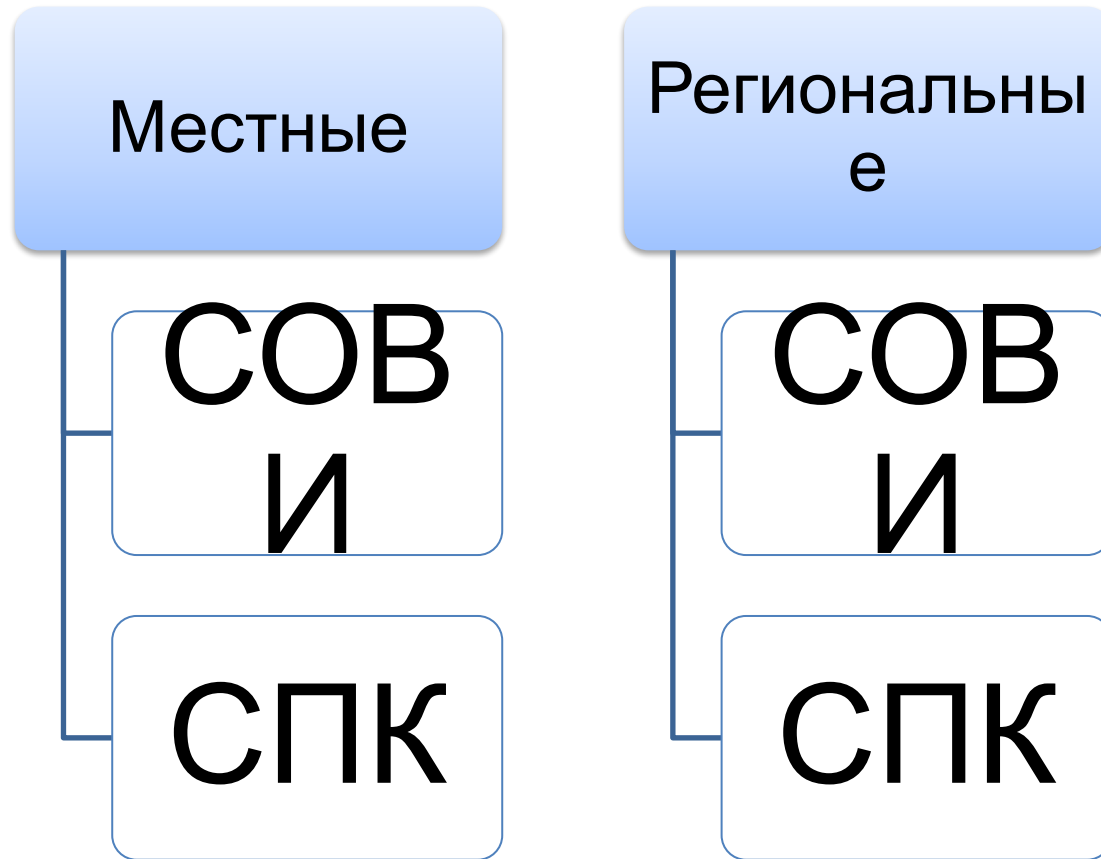 Местные
СОВ
И
СПК
Региональны
е
СОВ
И
СПК